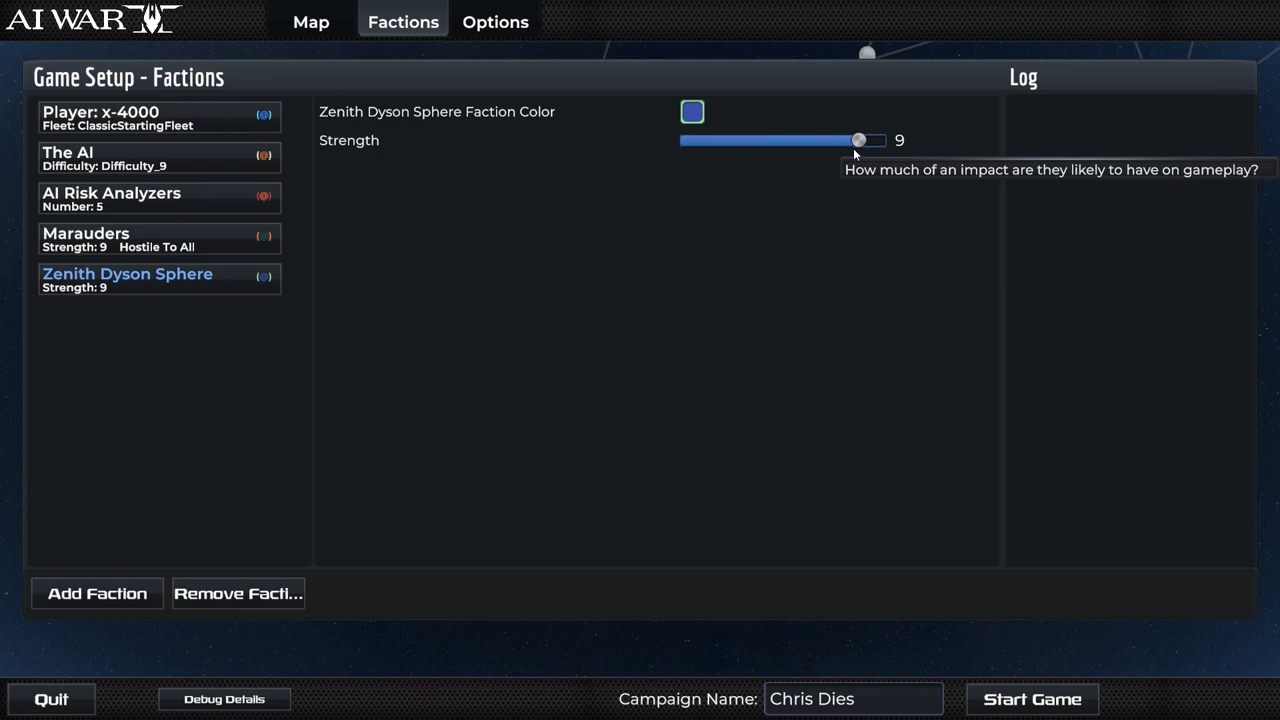 AI WAR II
Map
Factions
Options
Game Setup - Factions
Log
Player: x-4000
Fleet: ClassicStartingFleet
The AI
Difficulty: Difficulty_9
AI Risk Analyzers
Number: 5
Marauders
Strength: 9 Hostile To All
Zenith Dyson Sphere
Strength: 9
Zenith Dyson Sphere Faction Color
Strength
9
How much of an impact are they likely to have on gameplay?
Add Faction
Remove Facti...
Quit
Debug Details
Campaign Name:
Chris Dies
Start Game